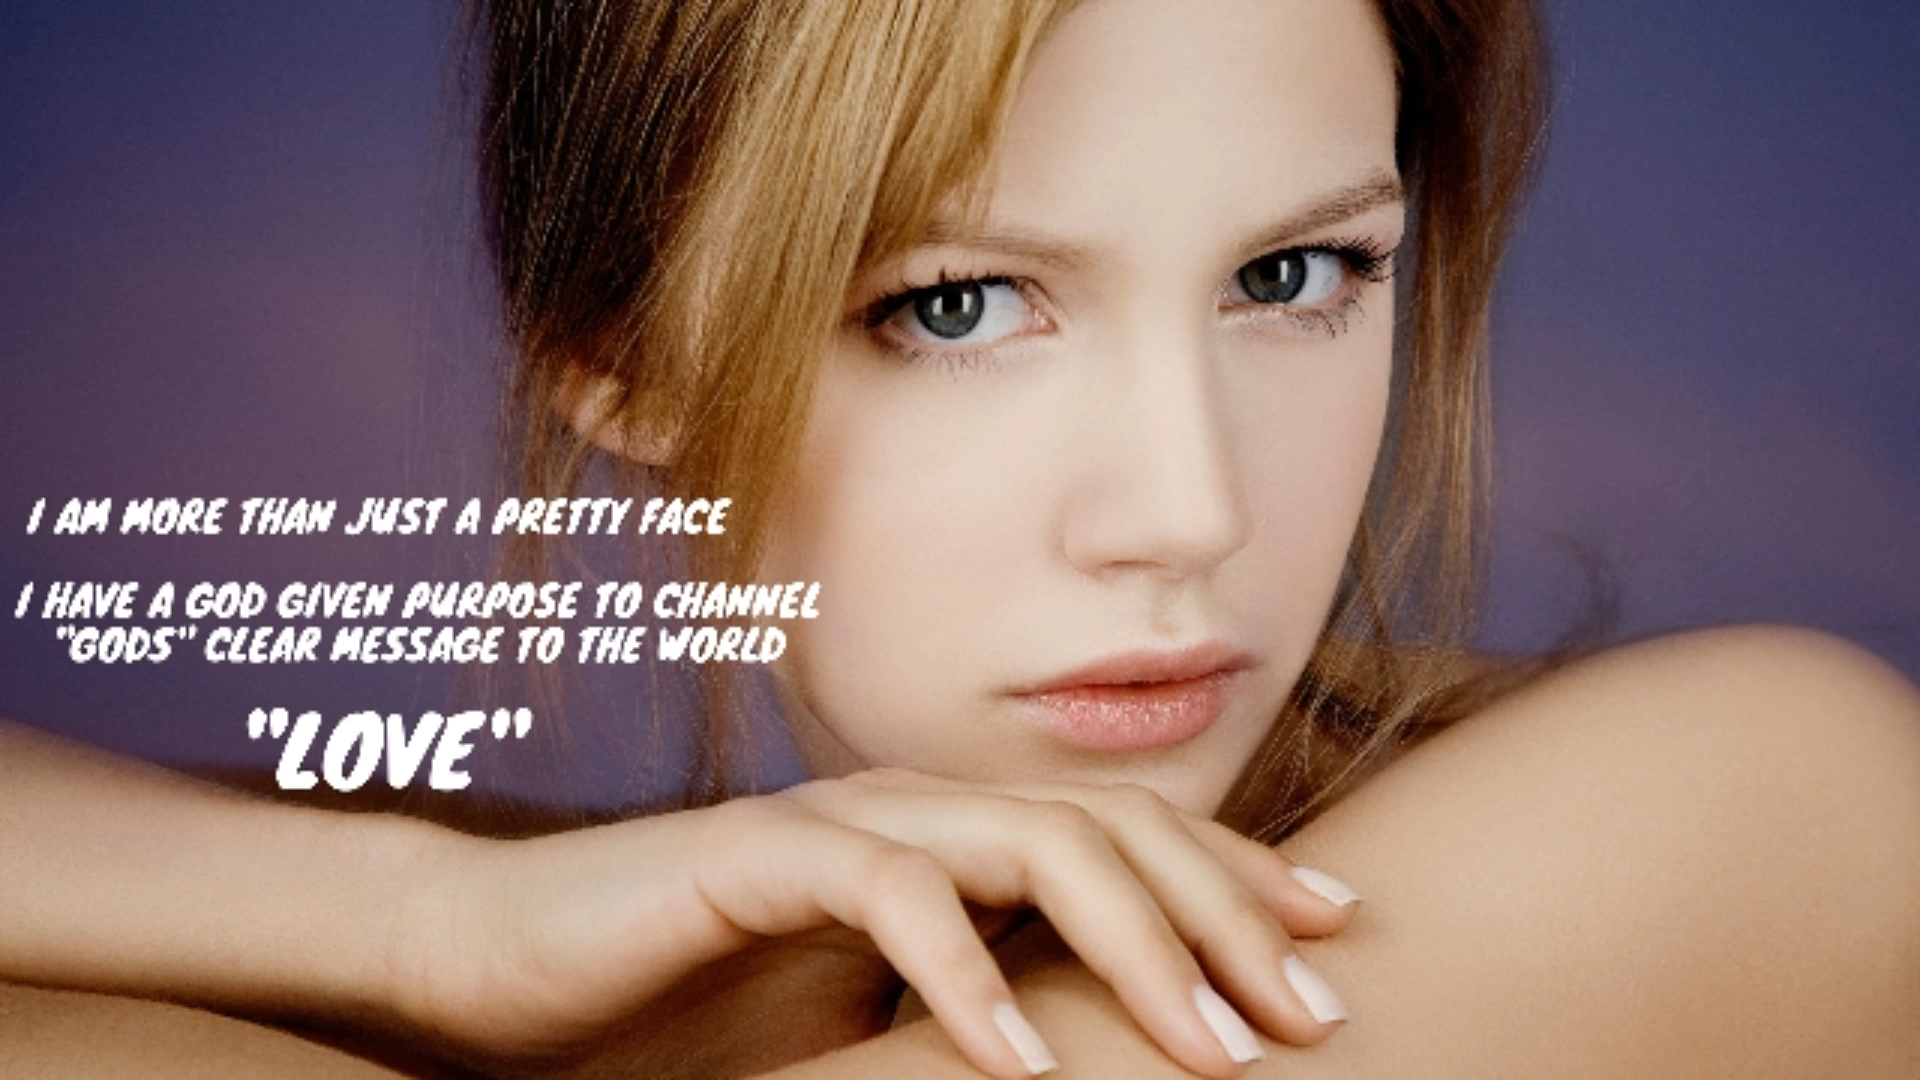 I AM MORE THAN JUST A PRETTY FACE
I HAVE A GOD GIVEN PURPOSE TO CHANNEL
"GODS" CLEAR MESSAGE TO THE WORLD
"LOVE"